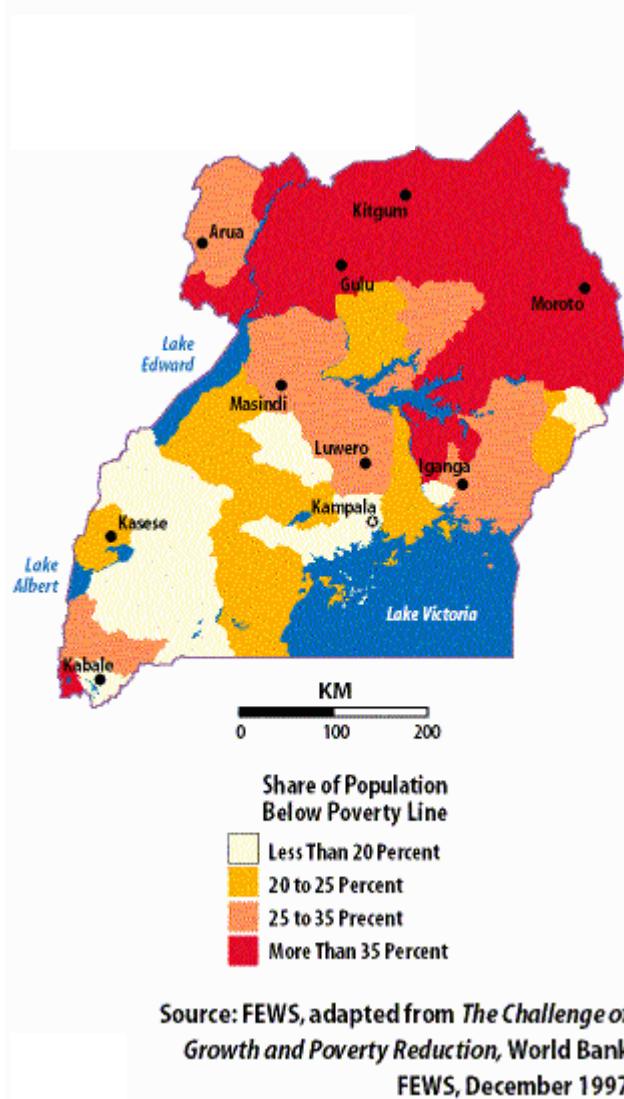 Kitgum
Arua
Gulu
Moroto
Lake
Edward
Masindi
Luwero
Iganga
Kampala
Kasese
Lake
Albert
Lake Victoria
Kabale
KM
0 100 200
Share of Population
Below Poverty Line
Less Than 20 Percent
20 to 25 Percent
25 to 35 Precent
More Than 35 Percent
Source: FEWS, adapted from The Challenge of
Growth and Poverty Reduction, World Bank
FEWS, December 1997